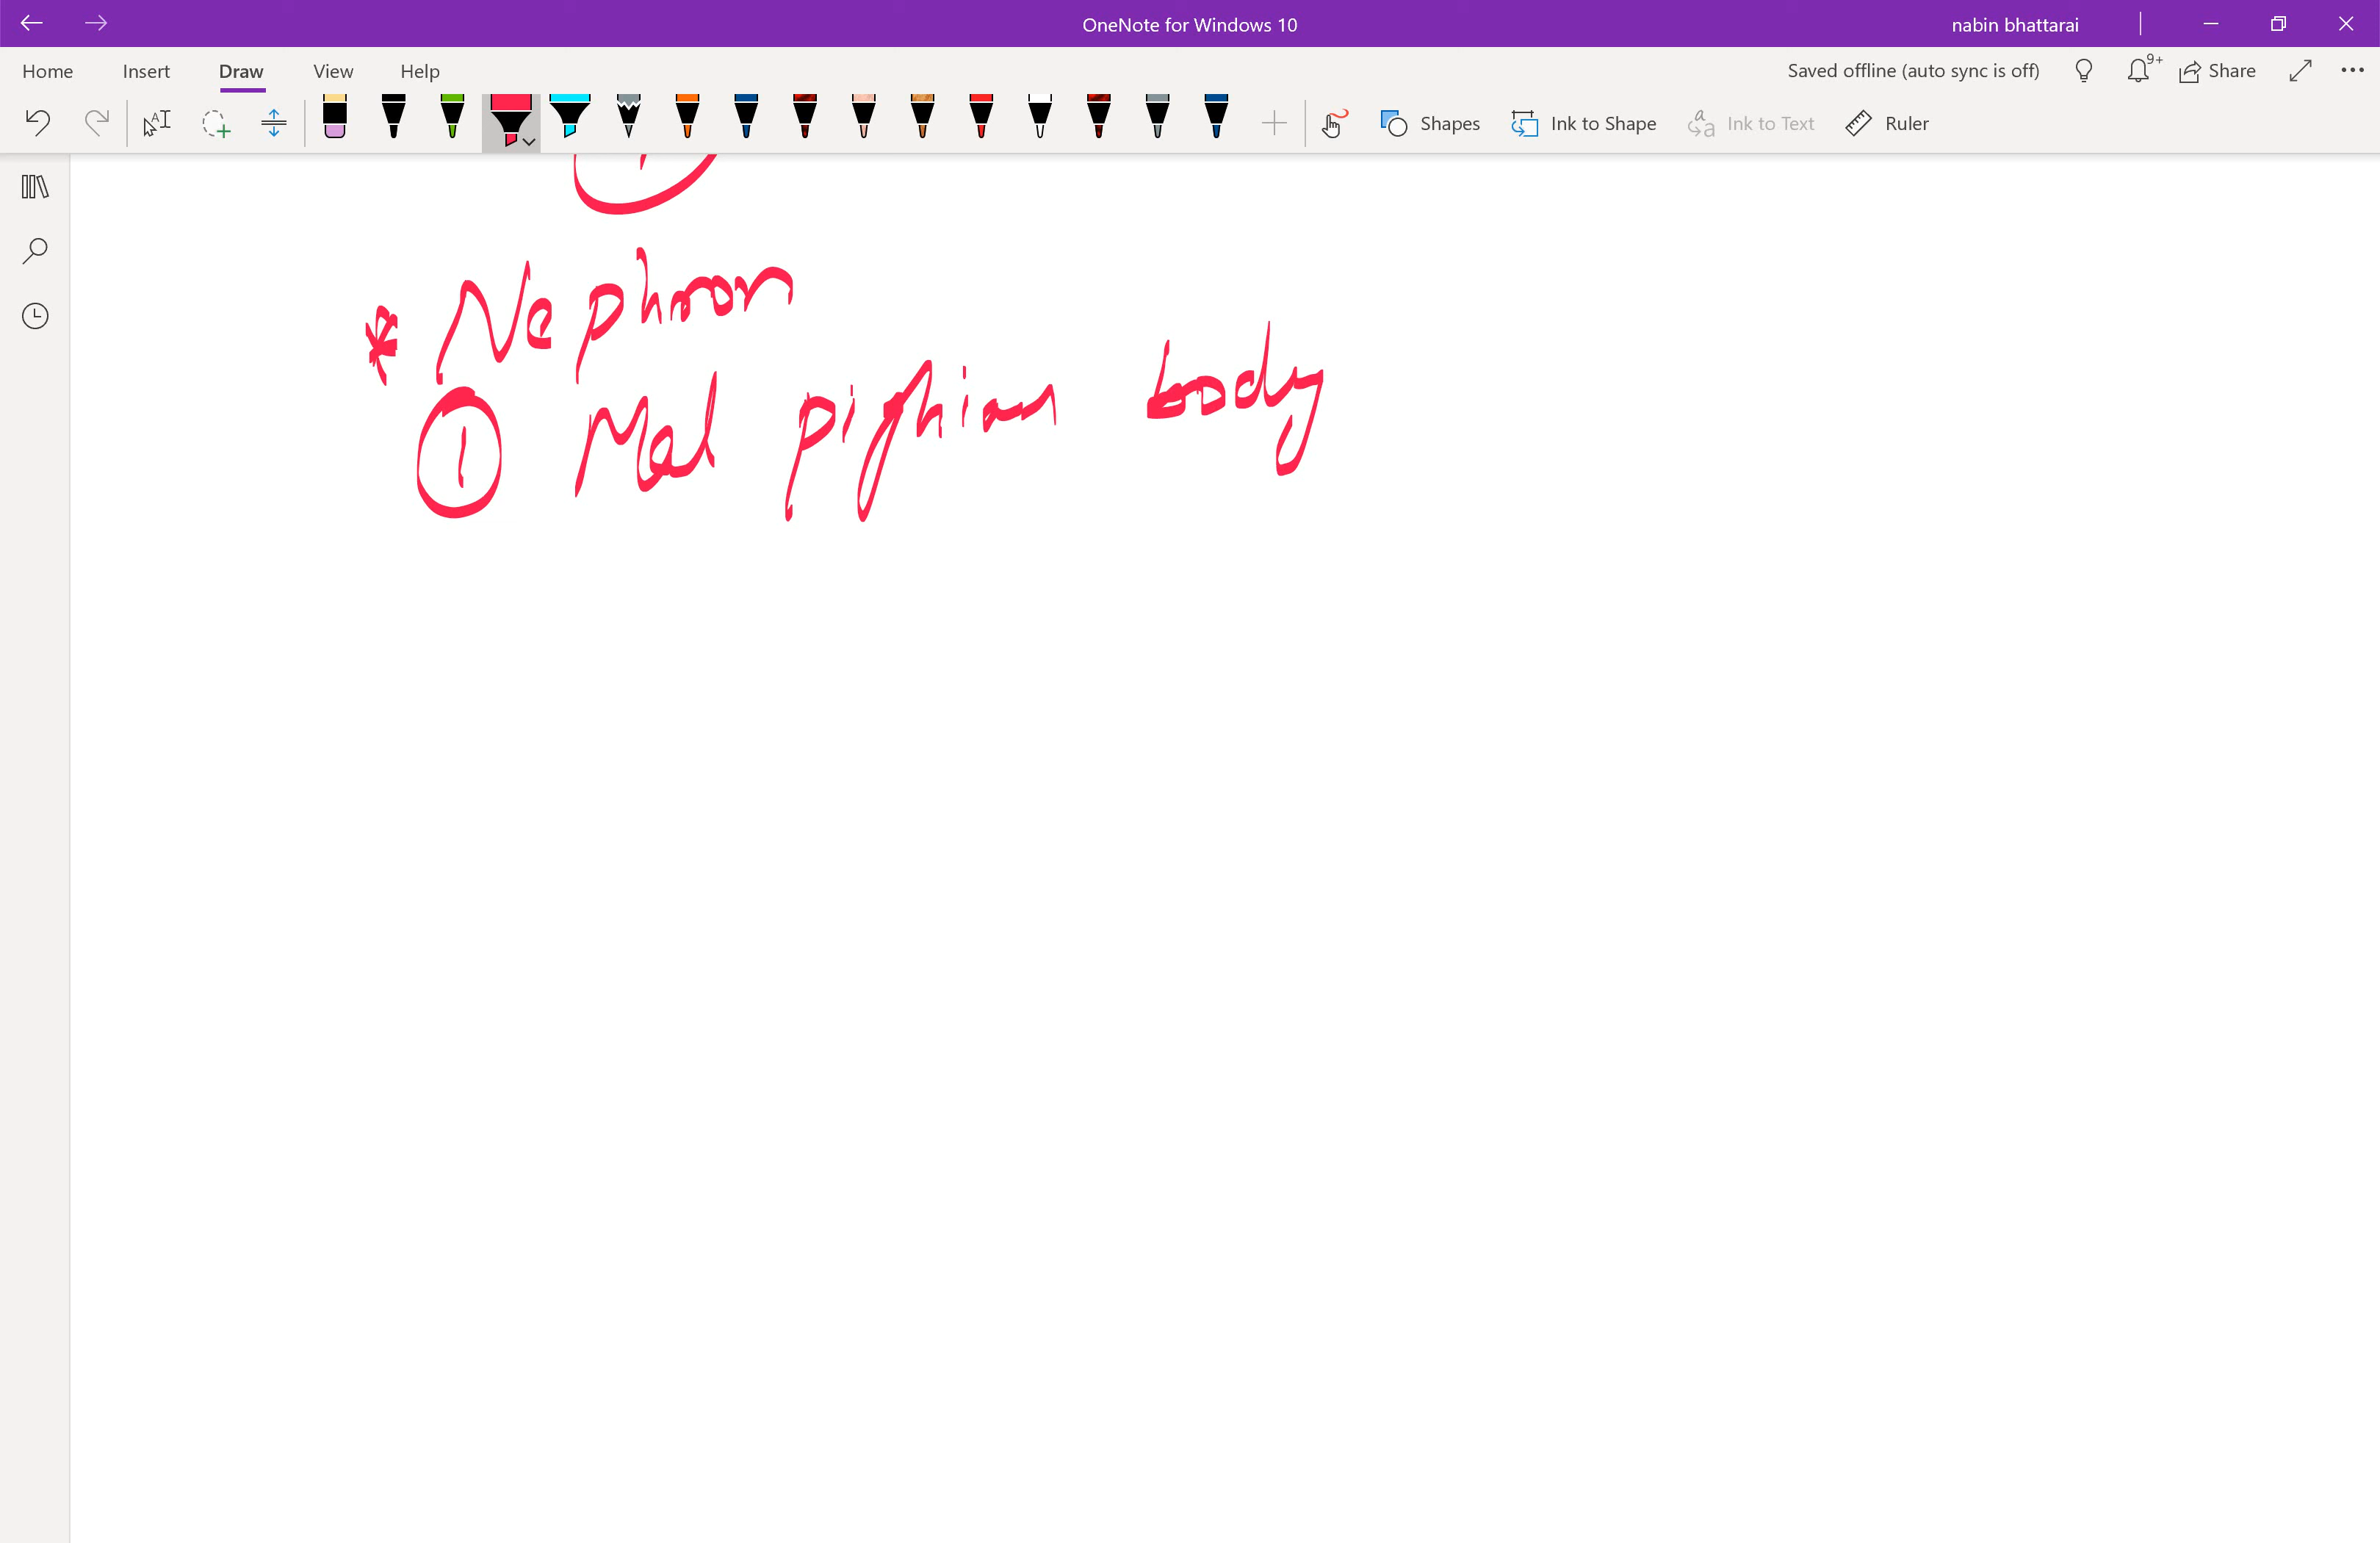 OneNote for Windows 10
nabin bhattarai
Home Insert Draw View Help
Saved offline (auto sync is off) 9+ Share
Shapes Ink to Shape Ink to Text Ruler
* Nephron
① Mal pighian body